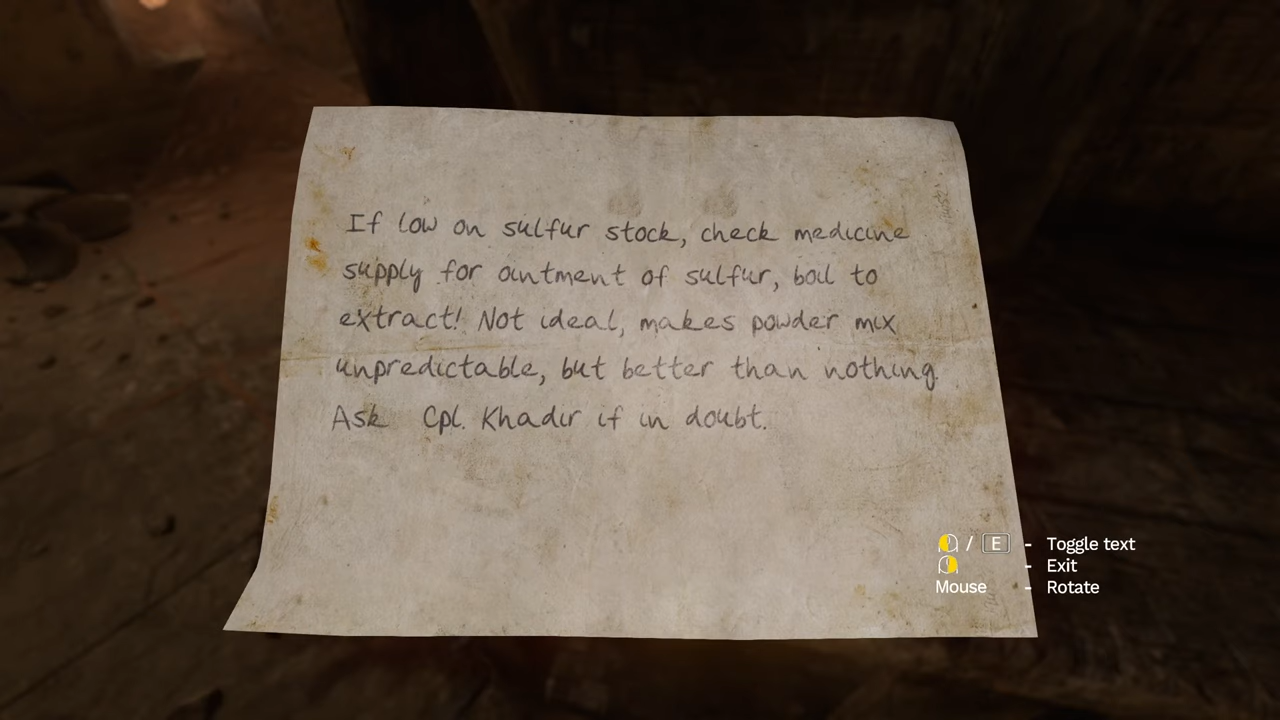 If low on sulfur stock, check medicine
supply for ointment of sulfur, boil to
extract! Not ideal, makes powder mix
unpredictable, but better than nothing.
Ask Cpl. Khadir if in doubt.
/ E - Toggle text
- Exit
Mouse - Rotate